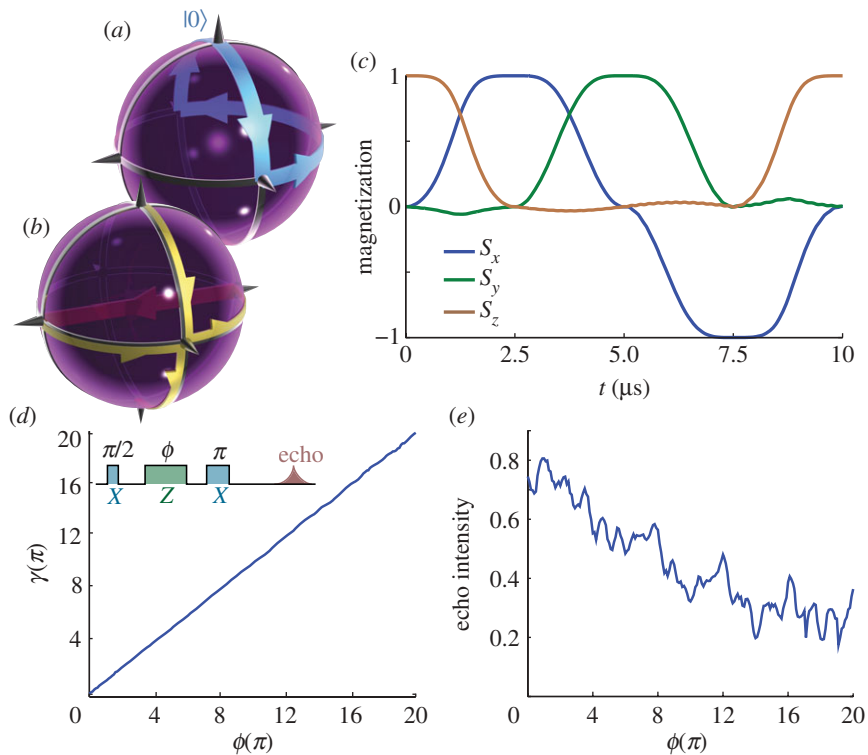 (a)
|0⟩
(b)
(c)
magnetization
1
0
−1
S_x
S_y
S_z
0
2.5
5.0
7.5
10
t (μs)
(d)
γ(π)
20
16
12
8
4
0
4
8
12
16
20
ϕ(π)
π/2
ϕ
π
echo
X
Z
X
(e)
echo intensity
1.0
0.8
0.6
0.4
0.2
0
4
8
12
16
20
ϕ(π)